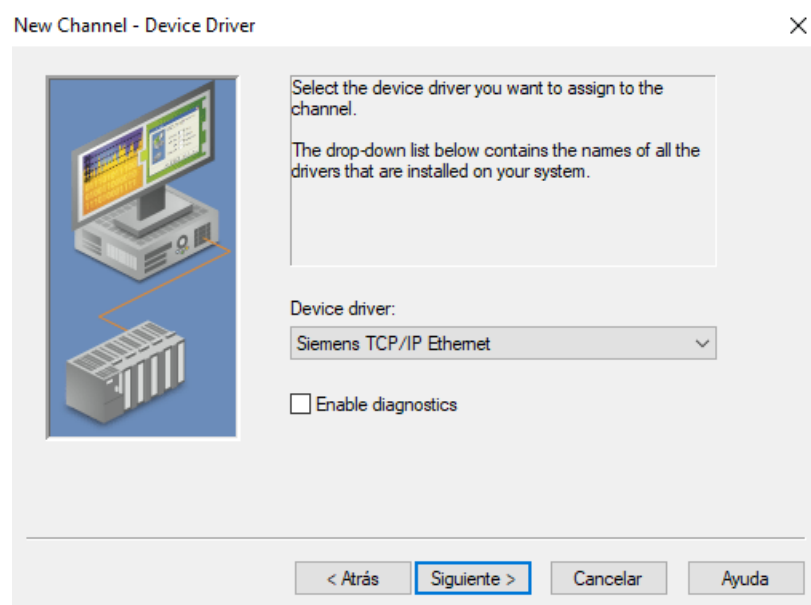 New Channel - Device Driver
Select the device driver you want to assign to the
channel.
The drop-down list below contains the names of all the
drivers that are installed on your system.
Device driver:
Siemens TCP/IP Ethernet
Enable diagnostics
< Atrás
Siguiente >
Cancelar
Ayuda